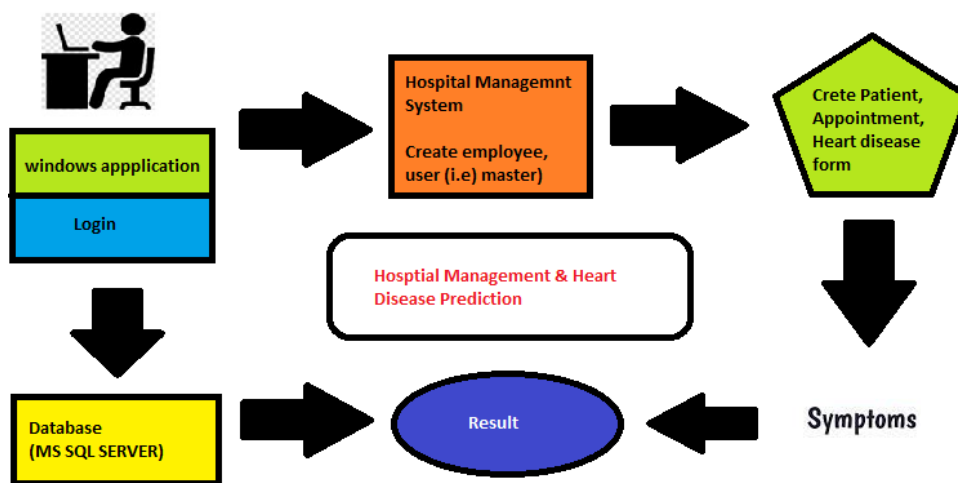 windows appplication
Login
Hospital Managemnt
System
Create employee,
user (i.e) master)
Crete Patient,
Appointment,
Heart disease
form
Hosptial Management & Heart
Disease Prediction
Database
(MS SQL SERVER)
Result
Symptoms